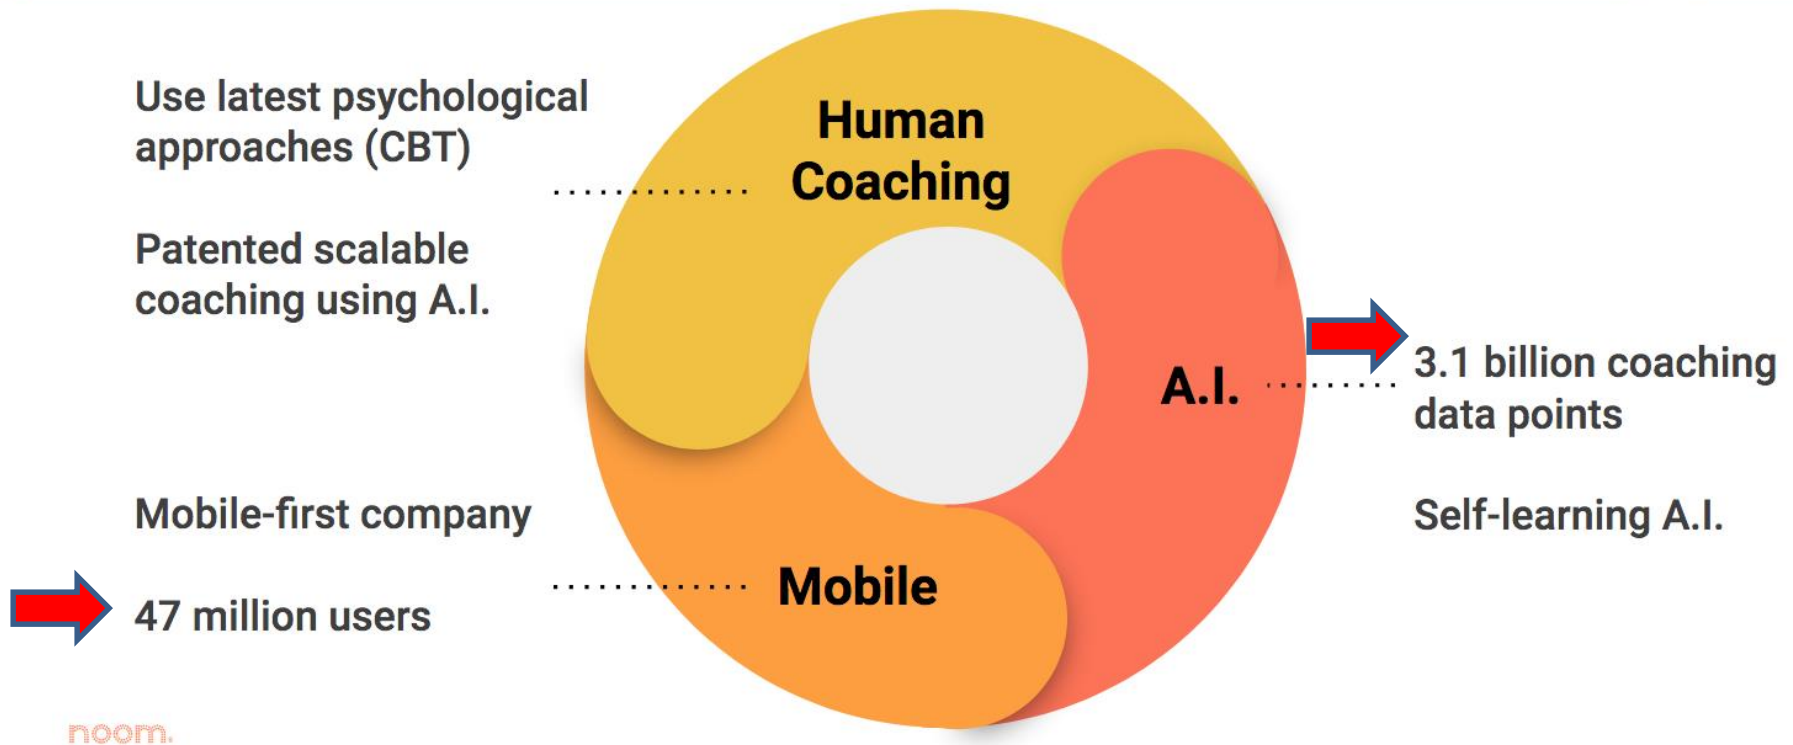 Use latest psychological
approaches (CBT)
Patented scalable
coaching using A.I.
Human
Coaching
A.I.
3.1 billion coaching
data points
Self-learning A.I.
Mobile-first company
47 million users
Mobile
noom.